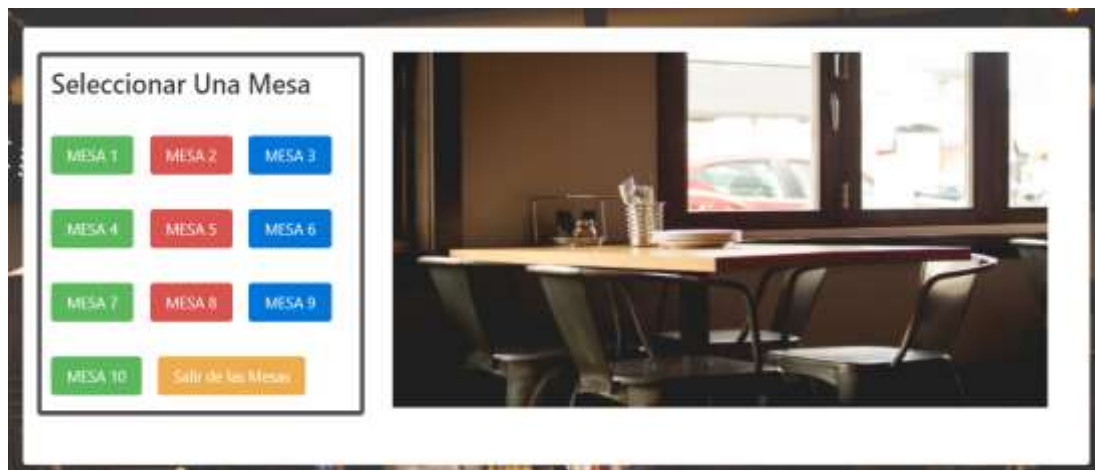 Seleccionar Una Mesa
MESA 1 MESA 2 MESA 3
MESA 4 MESA 5 MESA 6
MESA 7 MESA 8 MESA 9
MESA 10 Salir de las Mesas